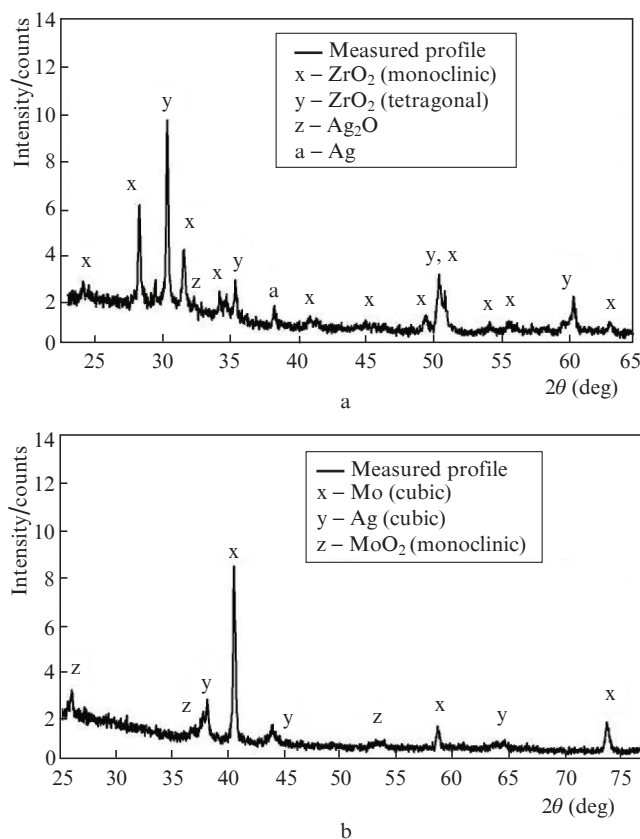 14
12
10
8
6
4
2
0
Intensity/counts
Measured profile
x – ZrO₂ (monoclinic)
y – ZrO₂ (tetragonal)
z – Ag₂O
a – Ag
x
x
y
x
z
x
y
a
x
x
x
y, x
x
x
y
x
25 30 35 40 45 50 55 60 65
2θ (deg)
a
14
12
10
8
6
4
2
0
Intensity/counts
Measured profile
x – Mo (cubic)
y – Ag (cubic)
z – MoO₂ (monoclinic)
z
z
y
x
y
z
x
y
x
25 30 35 40 45 50 55 60 65 70 75
2θ (deg)
b